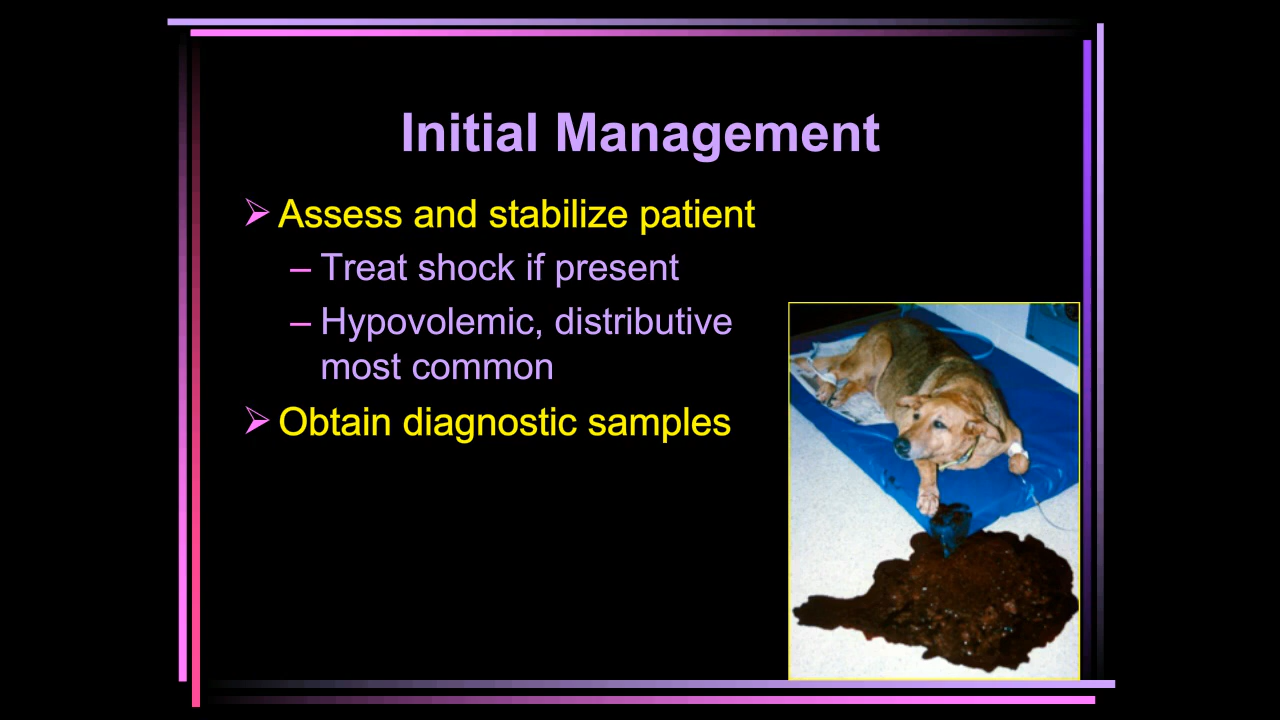 Initial Management
➢ Assess and stabilize patient
– Treat shock if present
– Hypovolemic, distributive
most common
➢ Obtain diagnostic samples